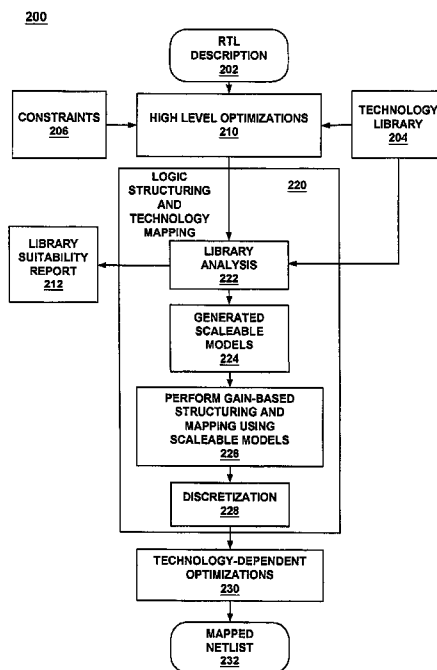 200
RTL
DESCRIPTION
202
CONSTRAINTS
206
HIGH LEVEL OPTIMIZATIONS
210
TECHNOLOGY
LIBRARY
204
LOGIC
STRUCTURING
AND
TECHNOLOGY
MAPPING
220
LIBRARY
SUITABILITY
REPORT
212
LIBRARY
ANALYSIS
222
GENERATED
SCALEABLE
MODELS
224
PERFORM GAIN-BASED
STRUCTURING AND
MAPPING USING
SCALEABLE MODELS
226
DISCRETIZATION
228
TECHNOLOGY-DEPENDENT
OPTIMIZATIONS
230
MAPPED
NETLIST
232